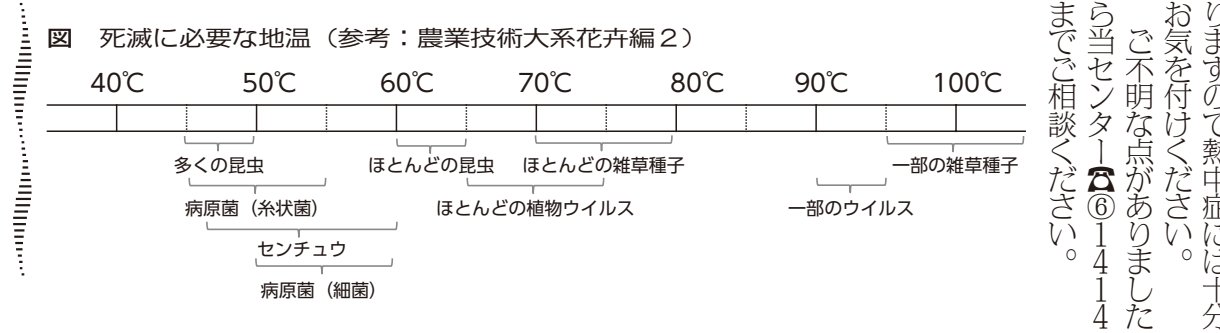 りますので熱中症には十分
お気を付けください。
ご不明な点がありました
ら当センター☎⑥1414
までご相談ください。
図 死滅に必要な地温（参考：農業技術大系花卉編２）
40℃ 50℃ 60℃ 70℃ 80℃ 90℃ 100℃
多くの昆虫 ほとんどの昆虫 ほとんどの雑草種子 一部の雑草種子
病原菌（糸状菌） ほとんどの植物ウイルス 一部のウイルス
センチュウ
病原菌（細菌）